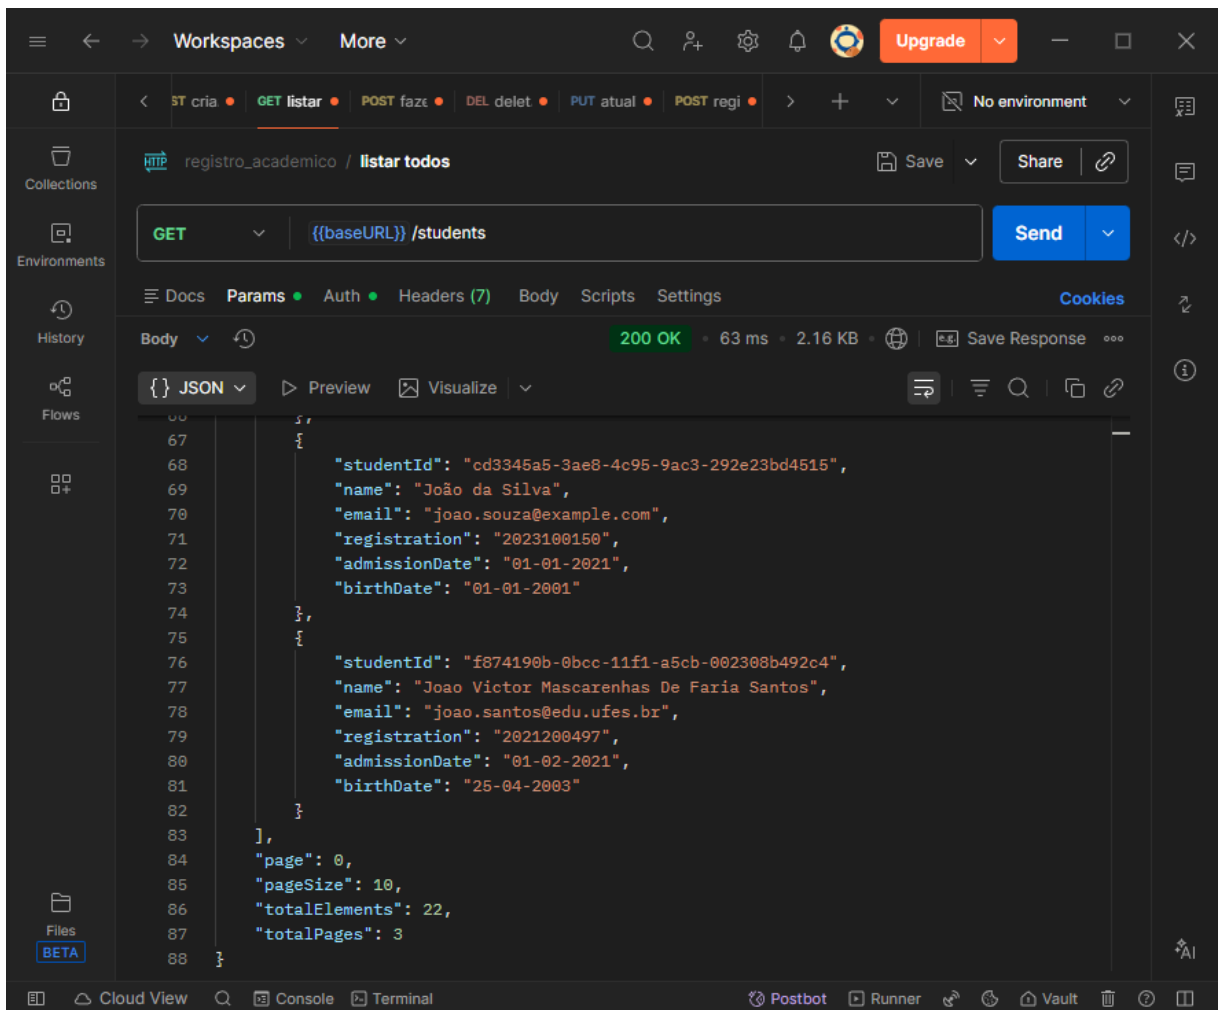 Workspaces More Upgrade
ST cria. GET listar POST faze DEL delet. PUT atual POST regi No environment
HTTP registro_academico / listar todos Save Share
Collections
GET {{baseURL}} /students Send
Environments
Docs Params Auth Headers (7) Body Scripts Settings Cookies
History
Body 200 OK 63 ms 2.16 KB e.g. Save Response
{} JSON Preview Visualize
Flows
66 },
67 {
68 "studentId": "cd3345a5-3ae8-4c95-9ac3-292e23bd4515",
69 "name": "João da Silva",
70 "email": "joao.souza@example.com",
71 "registration": "2023100150",
72 "admissionDate": "01-01-2021",
73 "birthDate": "01-01-2001"
74 },
75 {
76 "studentId": "f874190b-0bcc-11f1-a5cb-002308b492c4",
77 "name": "Joao Victor Mascarenhas De Faria Santos",
78 "email": "joao.santos@edu.ufes.br",
79 "registration": "2021200497",
80 "admissionDate": "01-02-2021",
81 "birthDate": "25-04-2003"
82 }
83 ],
84 "page": 0,
85 "pageSize": 10,
86 "totalElements": 22,
87 "totalPages": 3
88 }
Files
BETA
AI
Cloud View Console Terminal Postbot Runner Vault